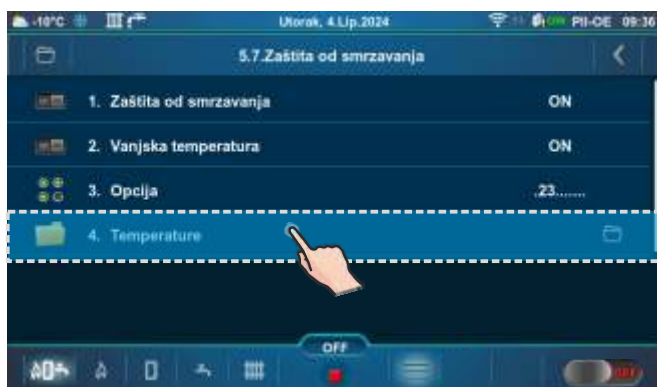 -10°C Utorak, 4.Lip.2024 PII-OE 09:36
5.7.Zaštita od smrzavanja
1. Zaštita od smrzavanja ON
2. Vanjska temperatura ON
3. Opcija .23.......
4. Temperature
OFF
OFF